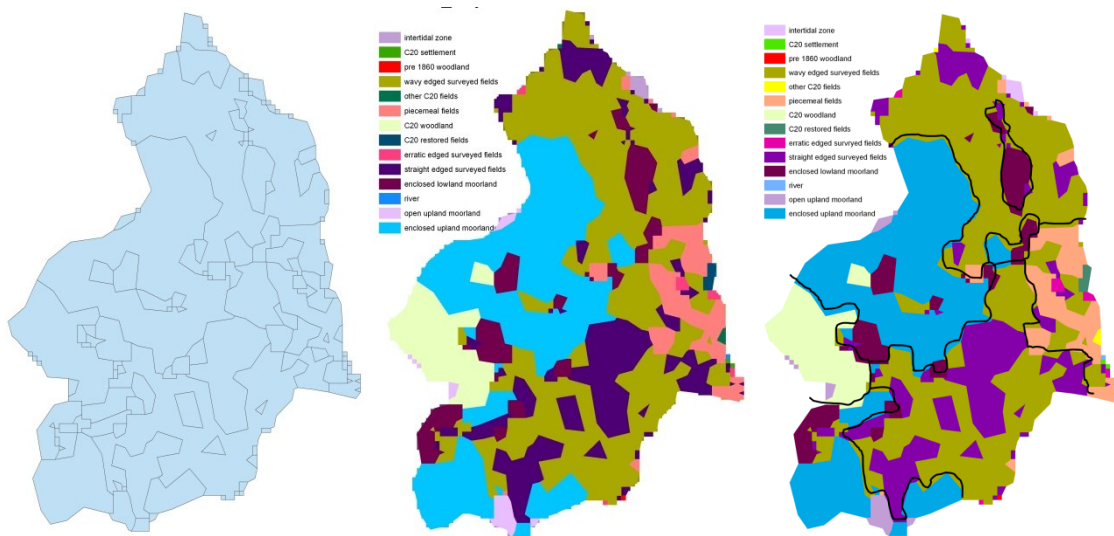 intertidal zone
C20 settlement
pre 1860 woodland
wavy edged surveyed fields
other C20 fields
piecemeal fields
C20 woodland
C20 restored fields
erratic edged surveyed fields
straight edged surveyed fields
enclosed lowland moorland
river
open upland moorland
enclosed upland moorland
intertidal zone
C20 settlement
pre 1860 woodland
wavy edged surveyed fields
other C20 fields
piecemeal fields
C20 woodland
C20 restored fields
erratic edged survryed fields
straight edged surveyed fields
enclosed lowland moorland
river
open upland moorland
enclosed upland moorland